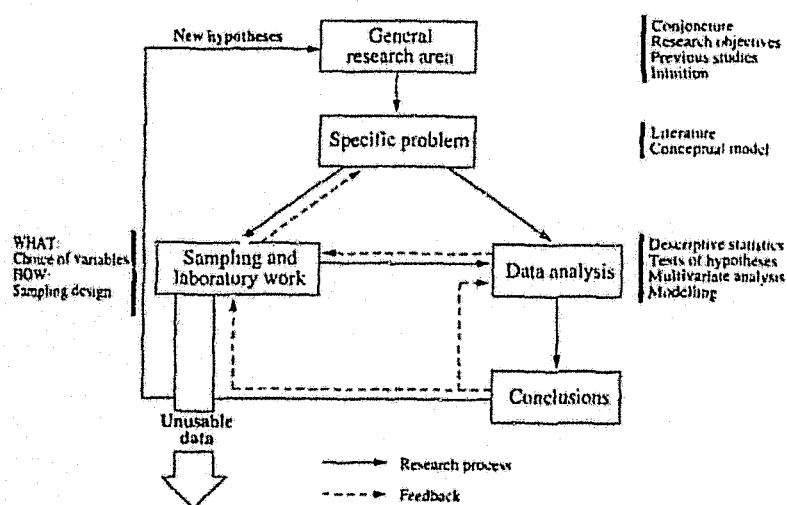 New hypotheses
General
research area
Conjoncture
Research objectives
Previous studies
Intuition
Specific problem
Literature
Conceptual model
WHAT:
Choice of variables
HOW:
Sampling design
Sampling and
laboratory work
Data analysis
Descriptive statistics
Tests of hypotheses
Multivariate analysis
Modelling
Conclusions
Unusable
data
Research process
Feedback